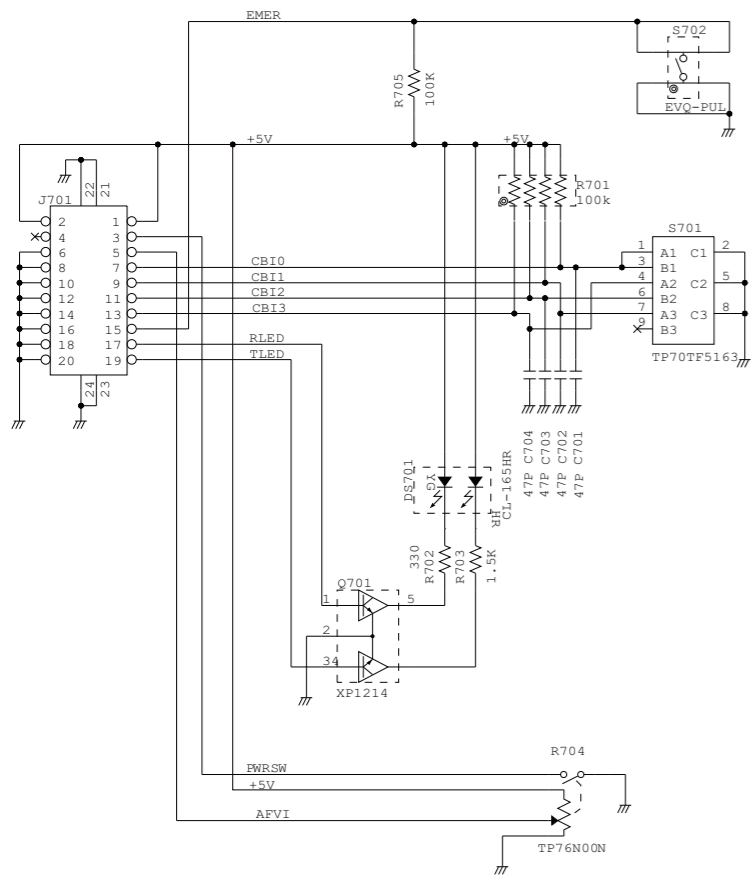 EMER
S702
EVQ-PUL
R705
100K
+5V
+5V
R701
100k
J701
22
21
2
1
4
3
6
5
8
7
10
9
12
11
14
13
16
15
18
17
20
19
24
23
CBI0
CBI1
CBI2
CBI3
RLED
TLED
S701
1
A1
C1
2
3
B1
4
A2
C2
5
6
B2
7
A3
C3
8
9
B3
TP70TF5163
47P C704
47P C703
47P C702
47P C701
DS701
YG
HR
CL-165HR
330
R702
R703
1.5K
Q701
1
5
2
34
XP1214
R704
PWRSW
+5V
AFVI
TP76N00N